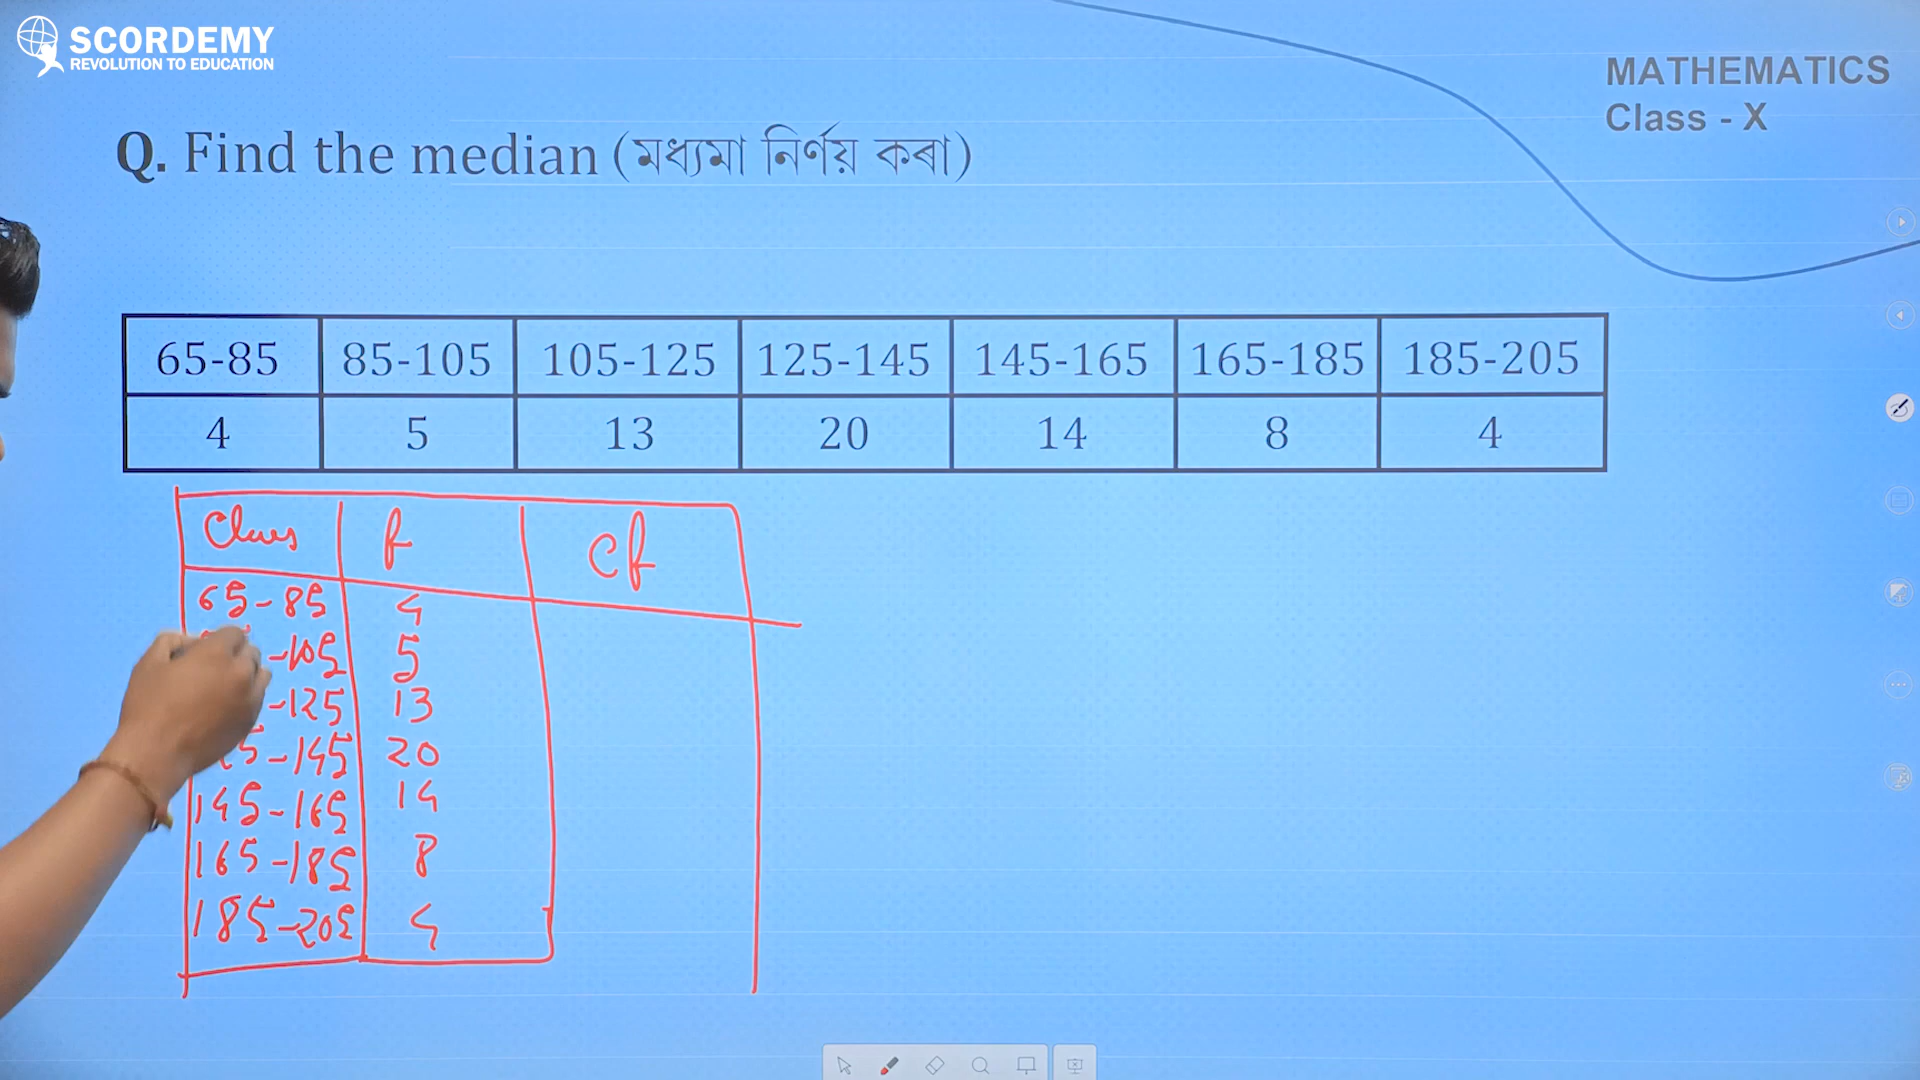 SCORDEMY
REVOLUTION TO EDUCATION
MATHEMATICS
Class - X
Q. Find the median (মধ্যমা নিৰ্ণয় কৰা)
65-85 85-105 105-125 125-145 145-165 165-185 185-205
4 5 13 20 14 8 4
Class f cf
65-85 4
-105 5
-125 13
5-145 20
145-165 14
165-185 8
185-205 4